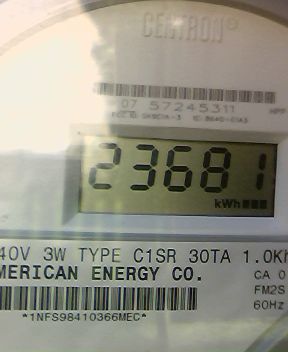 CENTRON®
07 57245311
23681
kWh
40V 3W TYPE C1SR 30TA 1.0Kh
MERICAN ENERGY CO.
CA 0
FM2S
60Hz
*1NFS98410366MEC*